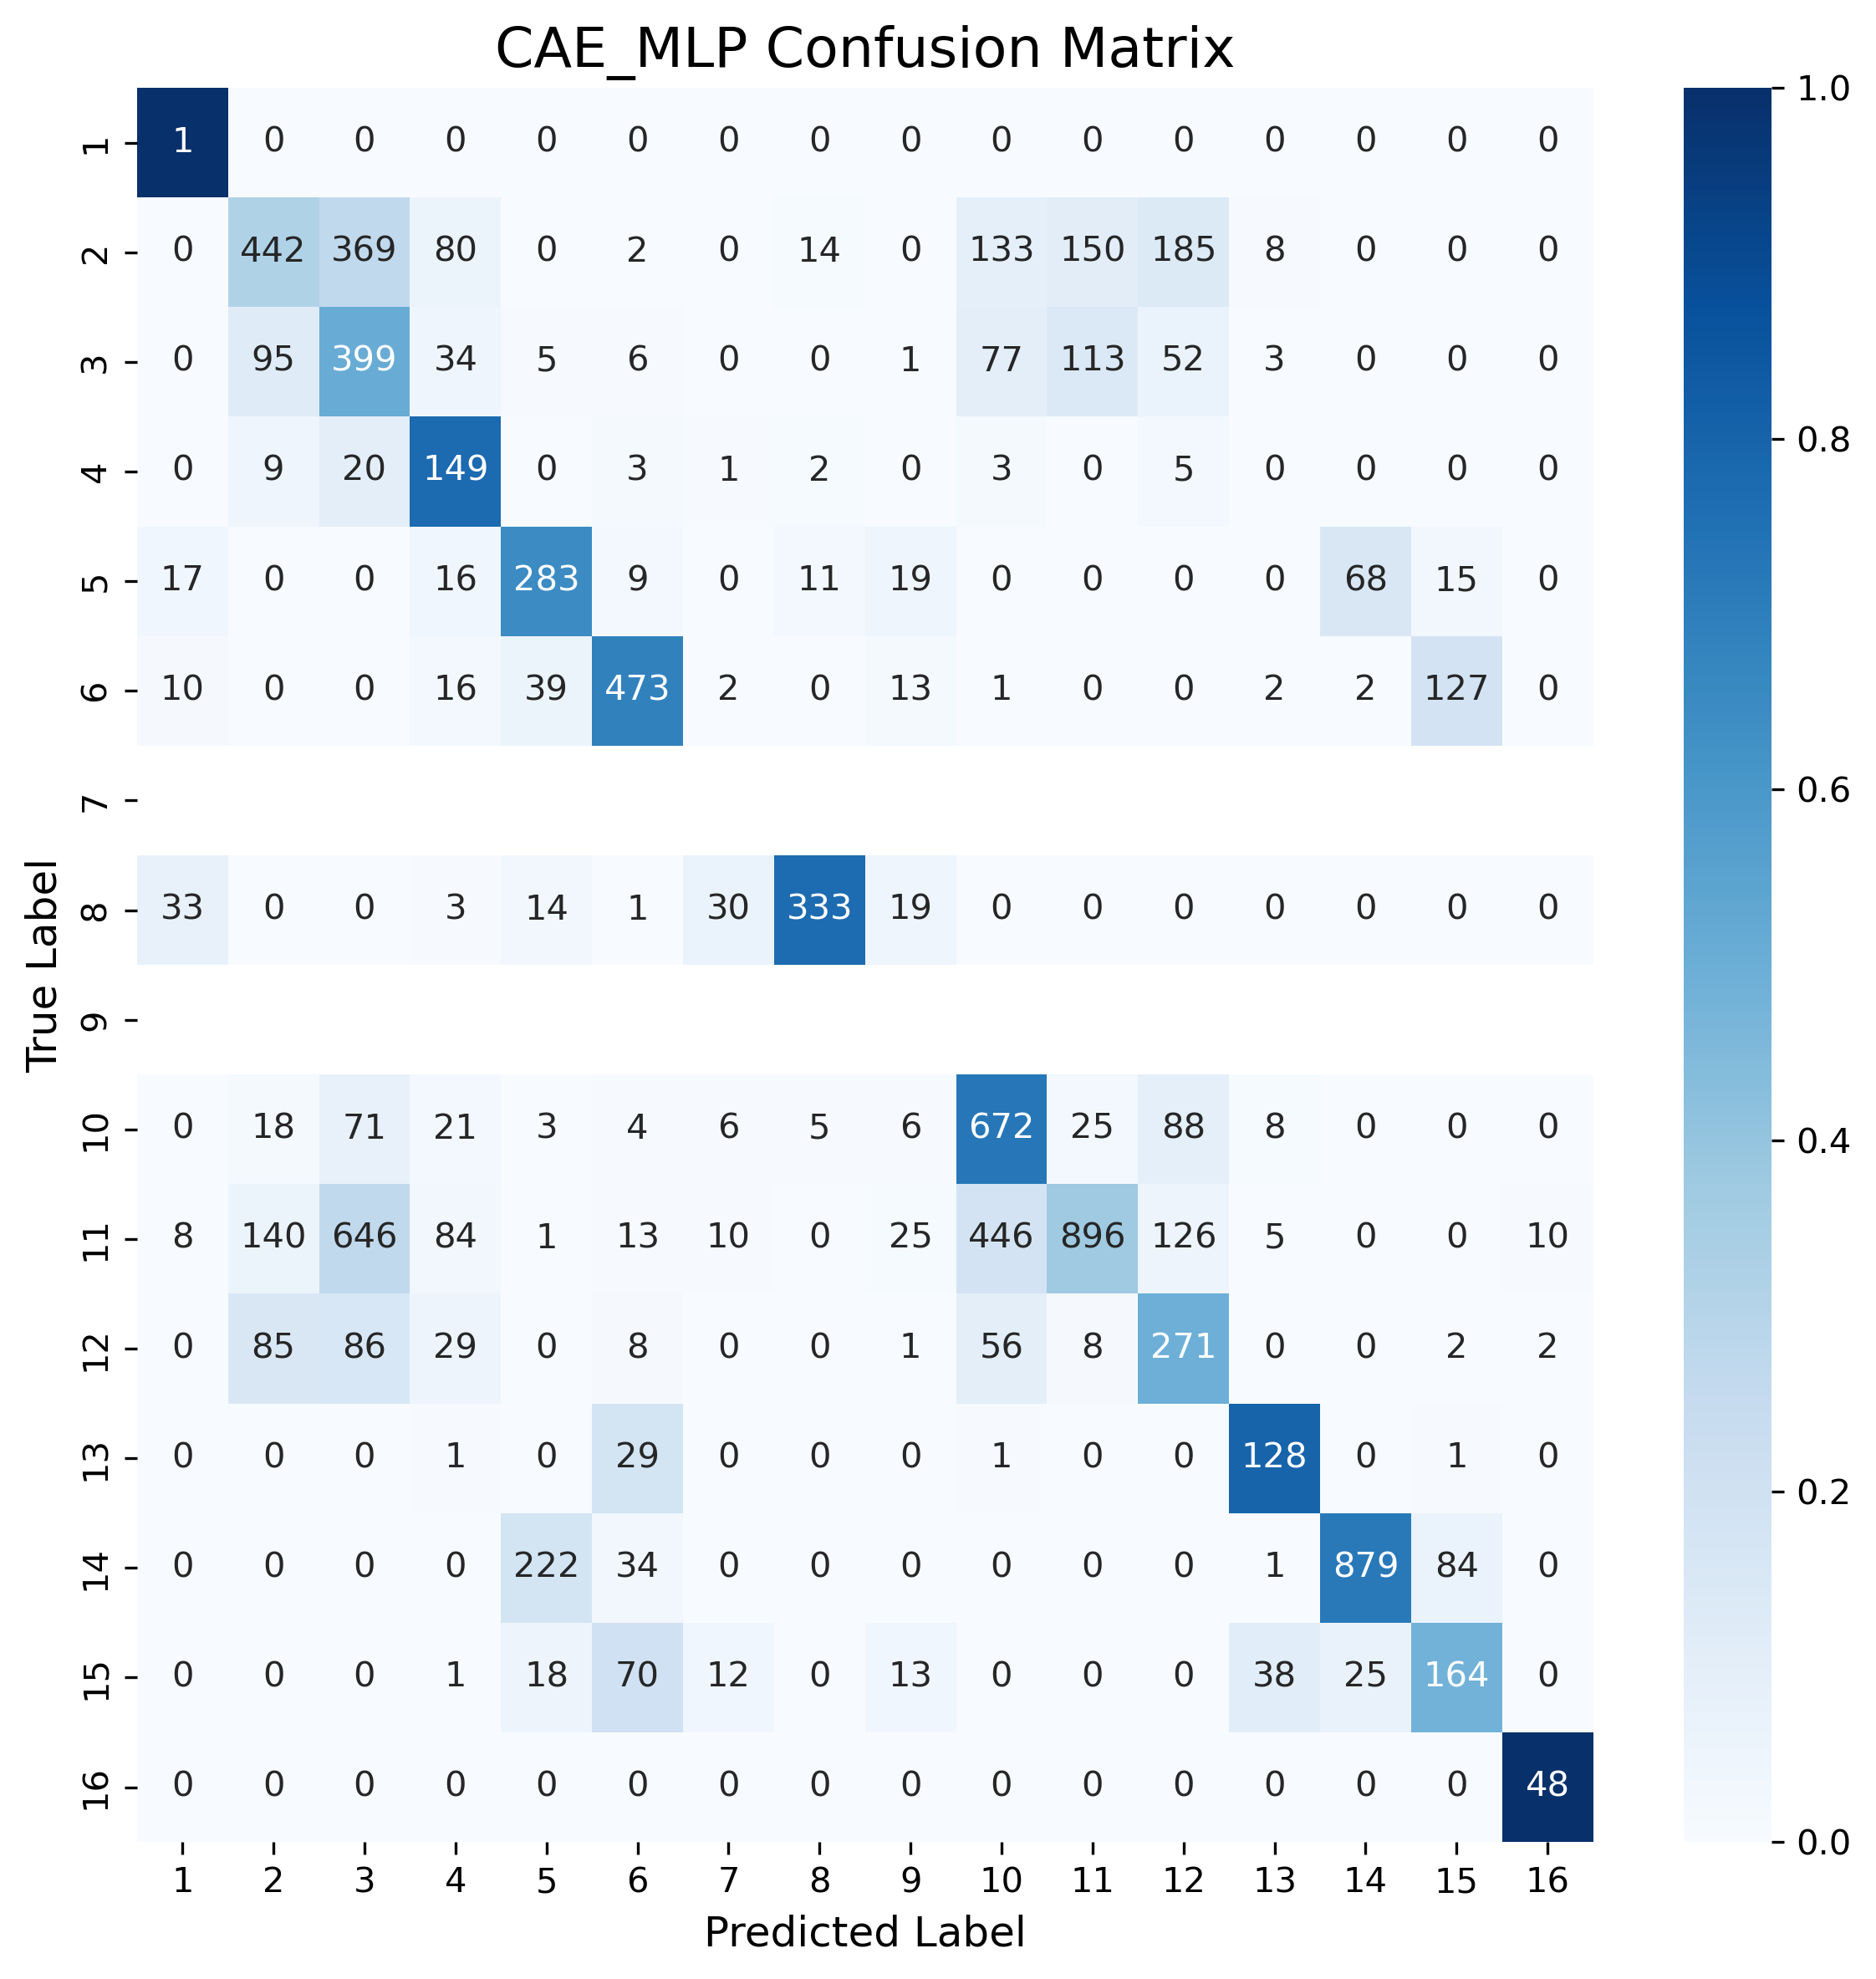 CAE_MLP Confusion Matrix
1 1 0 0 0 0 0 0 0 0 0 0 0 0 0 0 0
2 0 442 369 80 0 2 0 14 0 133 150 185 8 0 0 0
3 0 95 399 34 5 6 0 0 1 77 113 52 3 0 0 0
4 0 9 20 149 0 3 1 2 0 3 0 5 0 0 0 0
5 17 0 0 16 283 9 0 11 19 0 0 0 0 68 15 0
6 10 0 0 16 39 473 2 0 13 1 0 0 2 2 127 0
7
8 33 0 0 3 14 1 30 333 19 0 0 0 0 0 0 0
9
10 0 18 71 21 3 4 6 5 6 672 25 88 8 0 0 0
11 8 140 646 84 1 13 10 0 25 446 896 126 5 0 0 10
12 0 85 86 29 0 8 0 0 1 56 8 271 0 0 2 2
13 0 0 0 1 0 29 0 0 0 1 0 0 128 0 1 0
14 0 0 0 0 222 34 0 0 0 0 0 0 1 879 84 0
15 0 0 0 1 18 70 12 0 13 0 0 0 38 25 164 0
16 0 0 0 0 0 0 0 0 0 0 0 0 0 0 0 48
1 2 3 4 5 6 7 8 9 10 11 12 13 14 15 16
Predicted Label
True Label
1.0
0.8
0.6
0.4
0.2
0.0